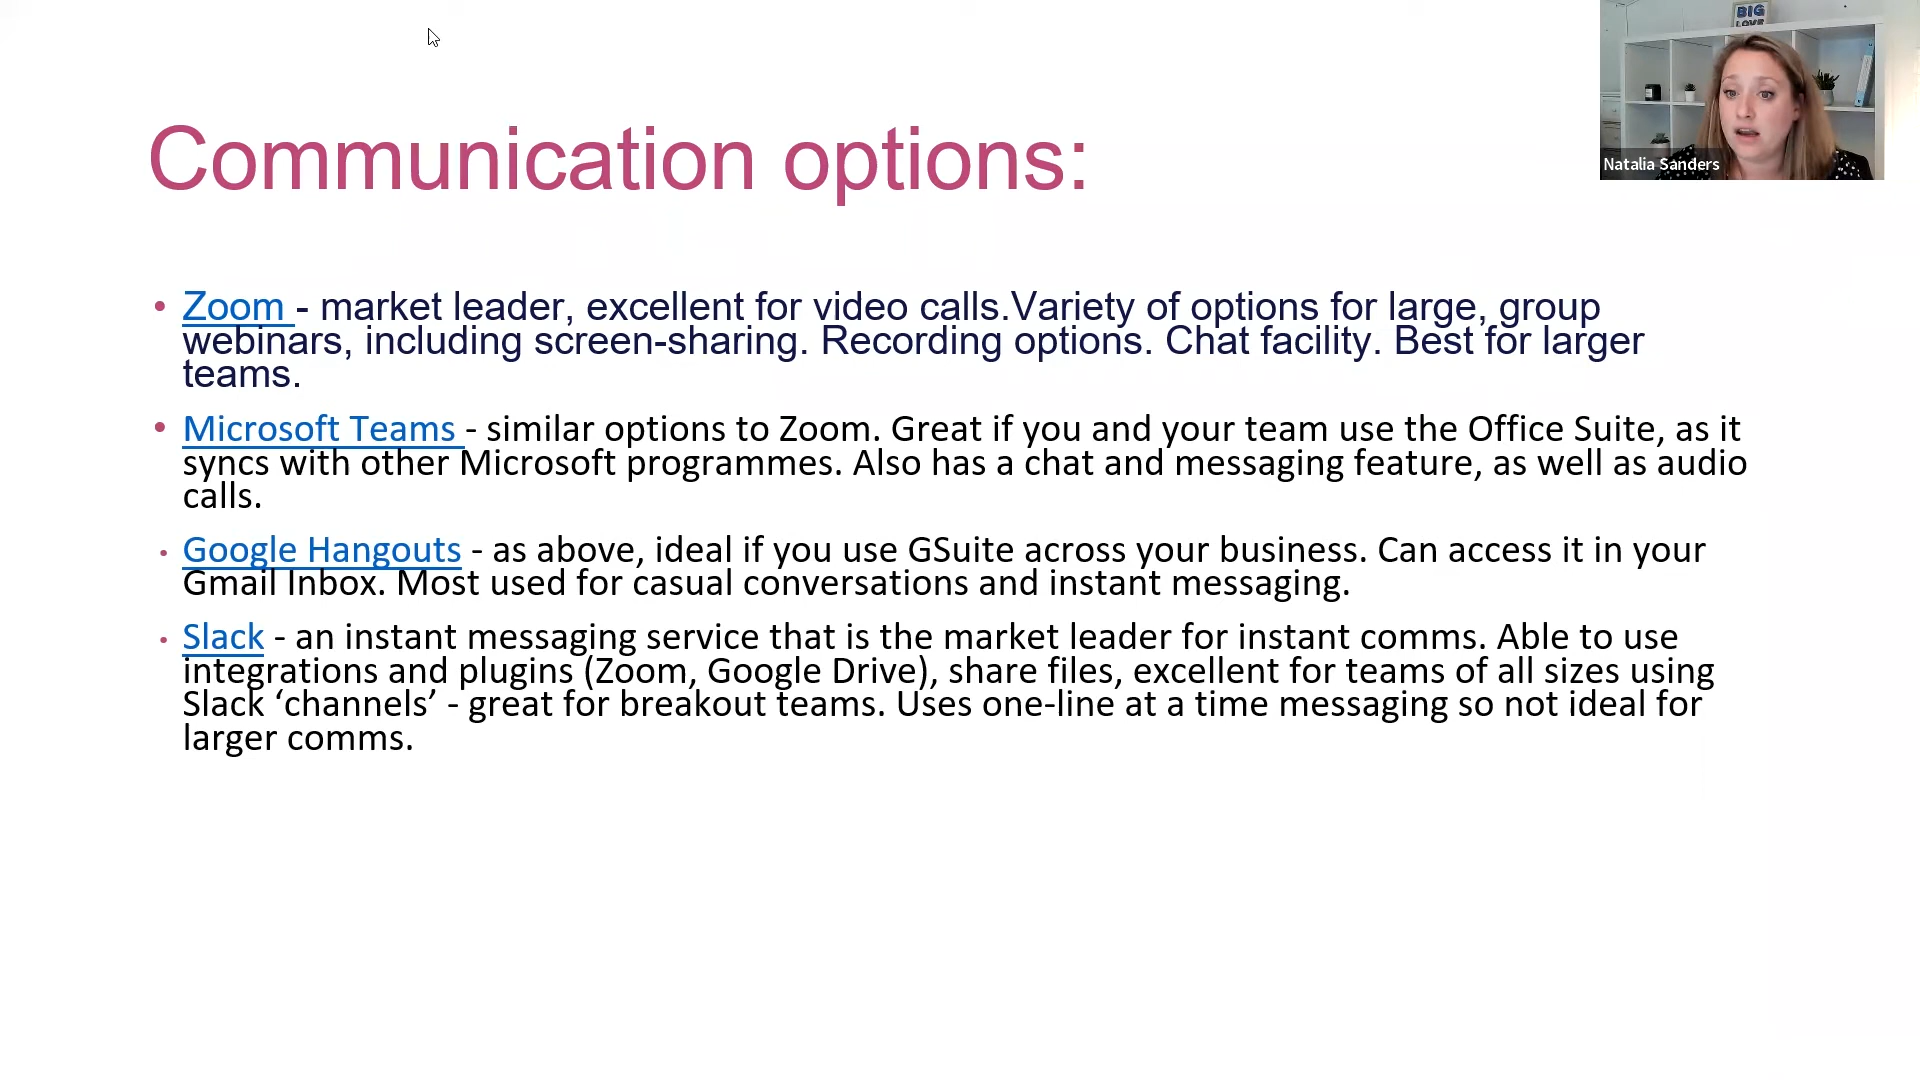 BIG
LOVE
Natalia Sanders
Communication options:
• Zoom - market leader, excellent for video calls.Variety of options for large, group
webinars, including screen-sharing. Recording options. Chat facility. Best for larger
teams.
• Microsoft Teams - similar options to Zoom. Great if you and your team use the Office Suite, as it
syncs with other Microsoft programmes. Also has a chat and messaging feature, as well as audio
calls.
• Google Hangouts - as above, ideal if you use GSuite across your business. Can access it in your
Gmail Inbox. Most used for casual conversations and instant messaging.
• Slack - an instant messaging service that is the market leader for instant comms. Able to use
integrations and plugins (Zoom, Google Drive), share files, excellent for teams of all sizes using
Slack ‘channels’ - great for breakout teams. Uses one-line at a time messaging so not ideal for
larger comms.